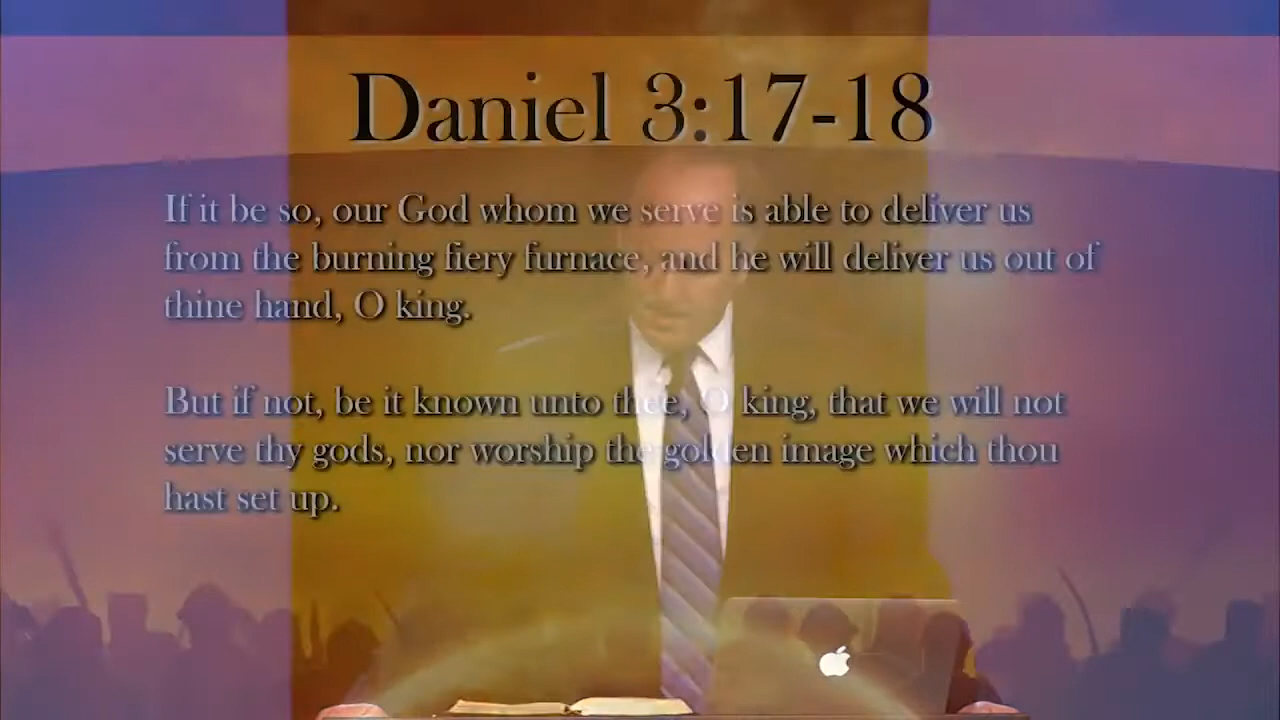 Daniel 3:17-18
If it be so, our God whom we serve is able to deliver us
from the burning fiery furnace, and he will deliver us out of
thine hand, O king.
But if not, be it known unto thee, O king, that we will not
serve thy gods, nor worship the golden image which thou
hast set up.